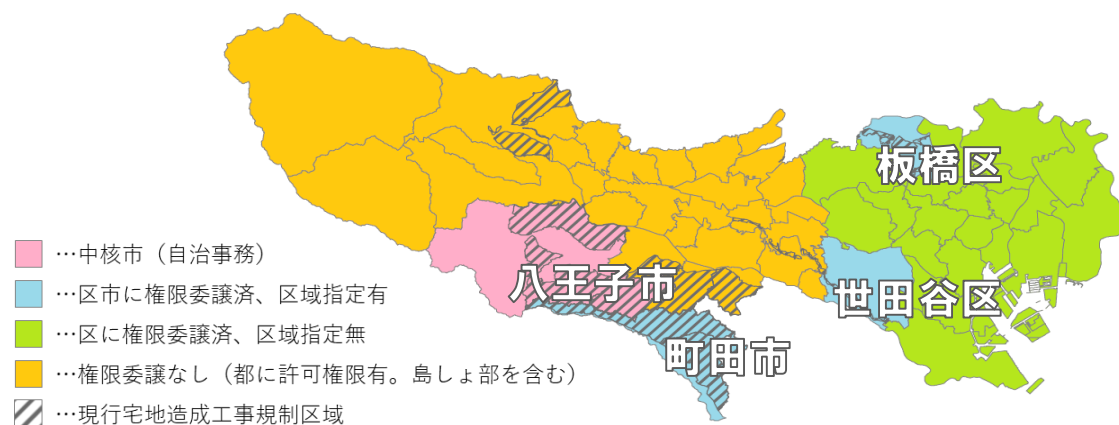 板橋区
世田谷区
八王子市
町田市
…中核市（自治事務）
…区市に権限委譲済、区域指定有
…区に権限委譲済、区域指定無
…権限委譲なし（都に許可権限有。島しょ部を含む）
…現行宅地造成工事規制区域